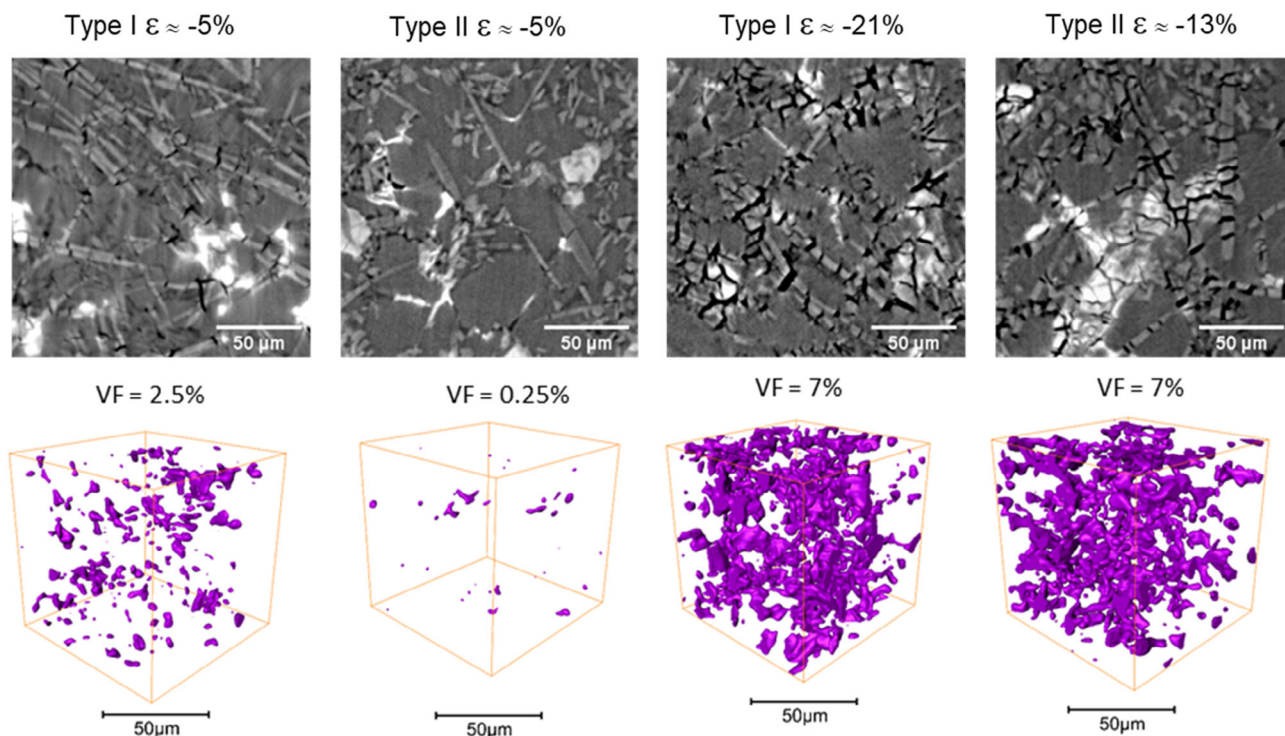 Type I ε ≈ -5% Type II ε ≈ -5% Type I ε ≈ -21% Type II ε ≈ -13%
50 µm 50 µm 50 µm 50 µm
VF = 2.5% VF = 0.25% VF = 7% VF = 7%
50µm 50µm 50µm 50µm